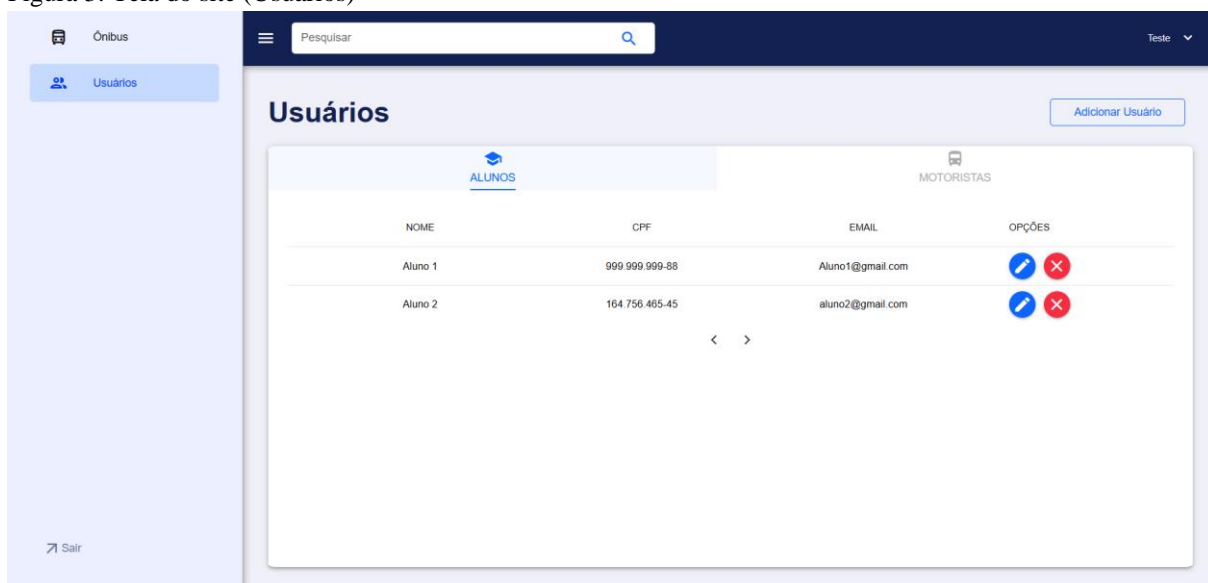 Ônibus
Pesquisar
Teste
Usuários
Usuários
Adicionar Usuário
ALUNOS
MOTORISTAS
NOME CPF EMAIL OPÇÕES
Aluno 1 999.999.999-88 Aluno1@gmail.com
Aluno 2 164.756.465-45 aluno2@gmail.com
Sair